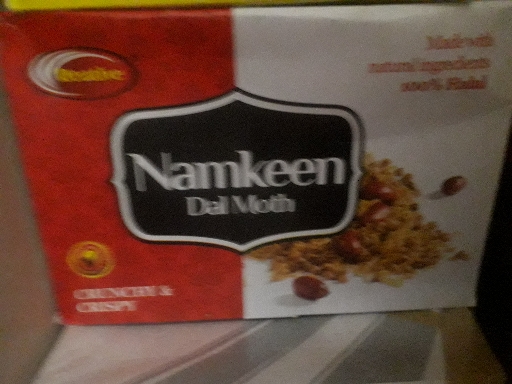 Made with
natural ingredients
100% Halal
Namkeen
Dal Moth
CRUNCHY &
CRISPY